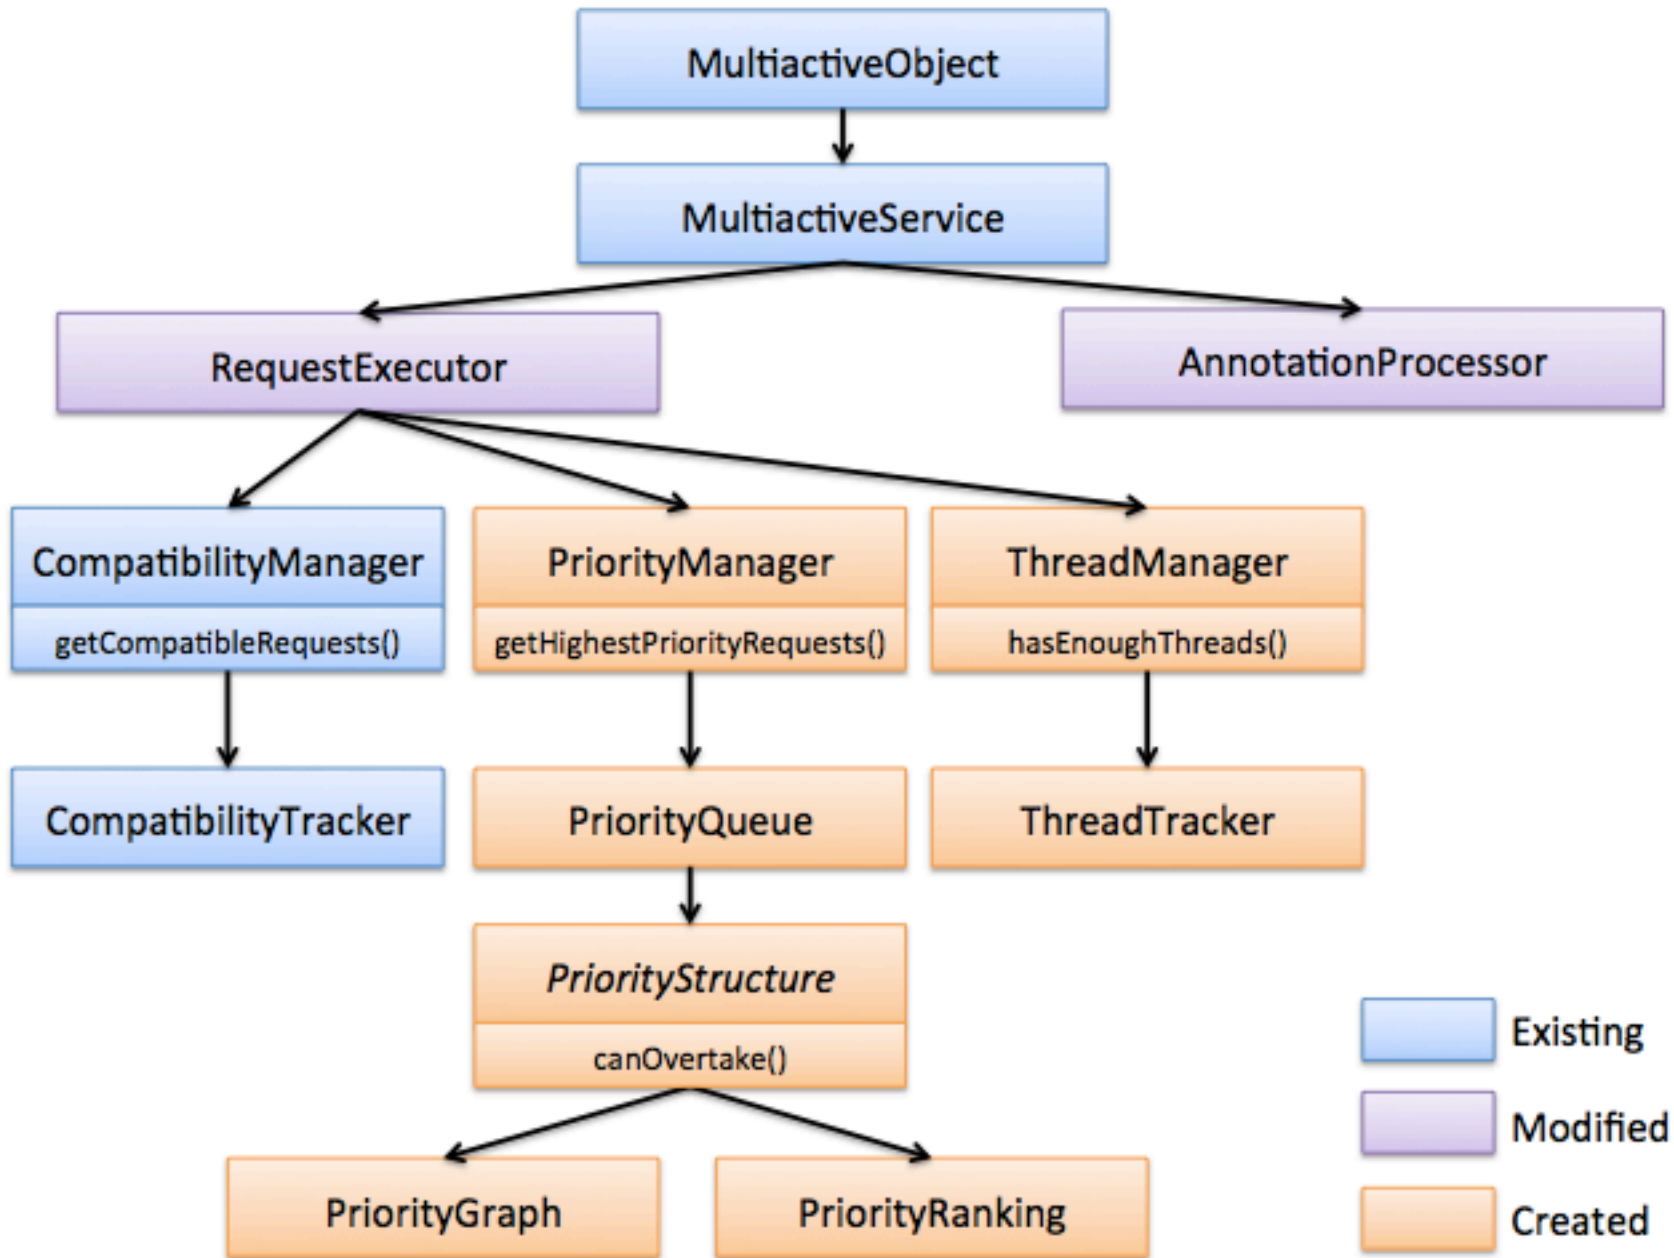 MultiactiveObject
MultiactiveService
RequestExecutor
AnnotationProcessor
CompatibilityManager
getCompatibleRequests()
PriorityManager
getHighestPriorityRequests()
ThreadManager
hasEnoughThreads()
CompatibilityTracker
PriorityQueue
ThreadTracker
PriorityStructure
canOvertake()
PriorityGraph
PriorityRanking
Existing
Modified
Created